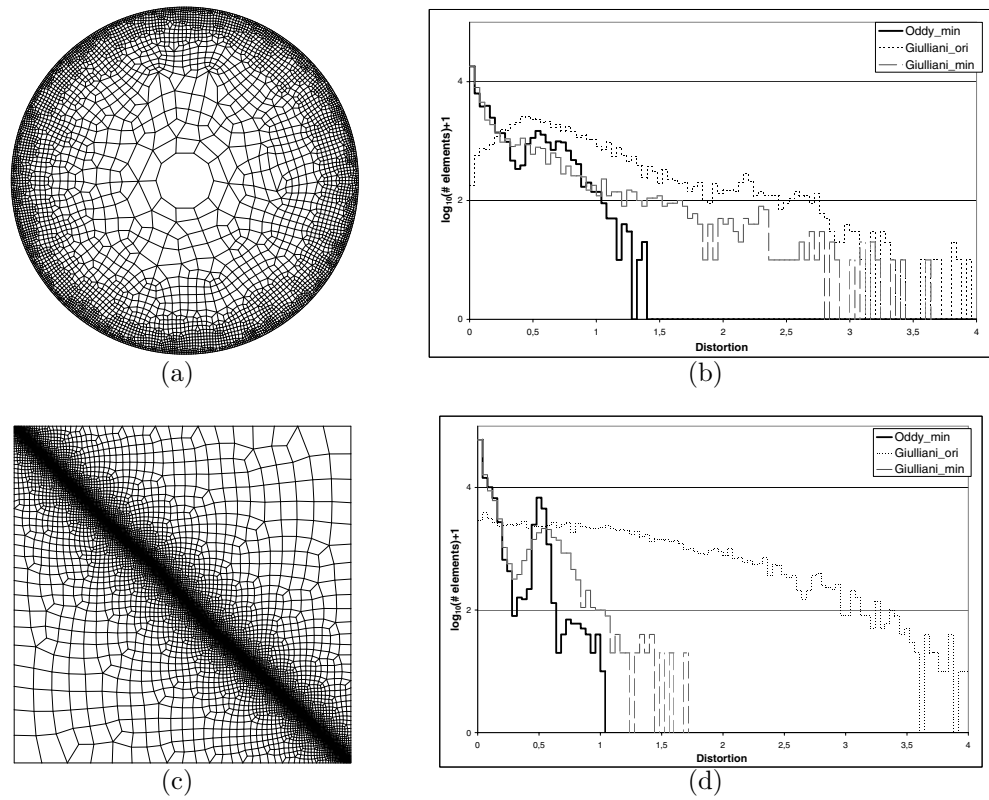 Oddy_min
Giulliani_ori
Giulliani_min
4
2
0
log10(# elements)+1
0
0,5
1
1,5
2
2,5
3
3,5
4
Distortion
(a)
(b)
Oddy_min
Giulliani_ori
Giulliani_min
4
2
0
log10(# elements)+1
0
0,5
1
1,5
2
2,5
3
3,5
4
Distortion
(c)
(d)